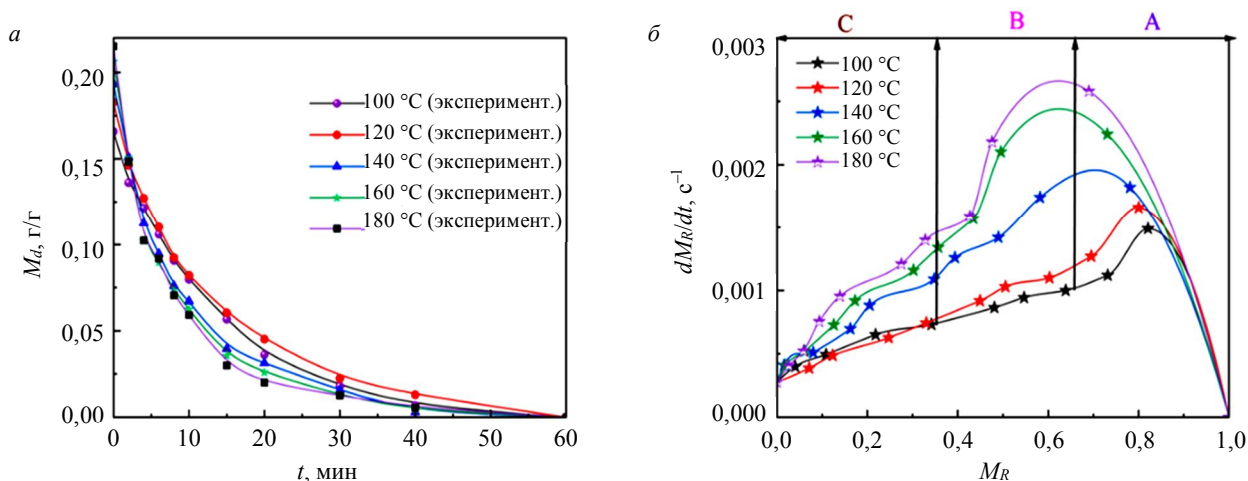 а
0,20
0,15
0,10
0,05
0,00
M_d, г/г
100 °C (эксперимент.)
120 °C (эксперимент.)
140 °C (эксперимент.)
160 °C (эксперимент.)
180 °C (эксперимент.)
0 10 20 30 40 50 60
t, мин
б
C B A
0,003
0,002
0,001
0,000
dM_R/dt, с⁻¹
100 °C
120 °C
140 °C
160 °C
180 °C
0,0 0,2 0,4 0,6 0,8 1,0
M_R